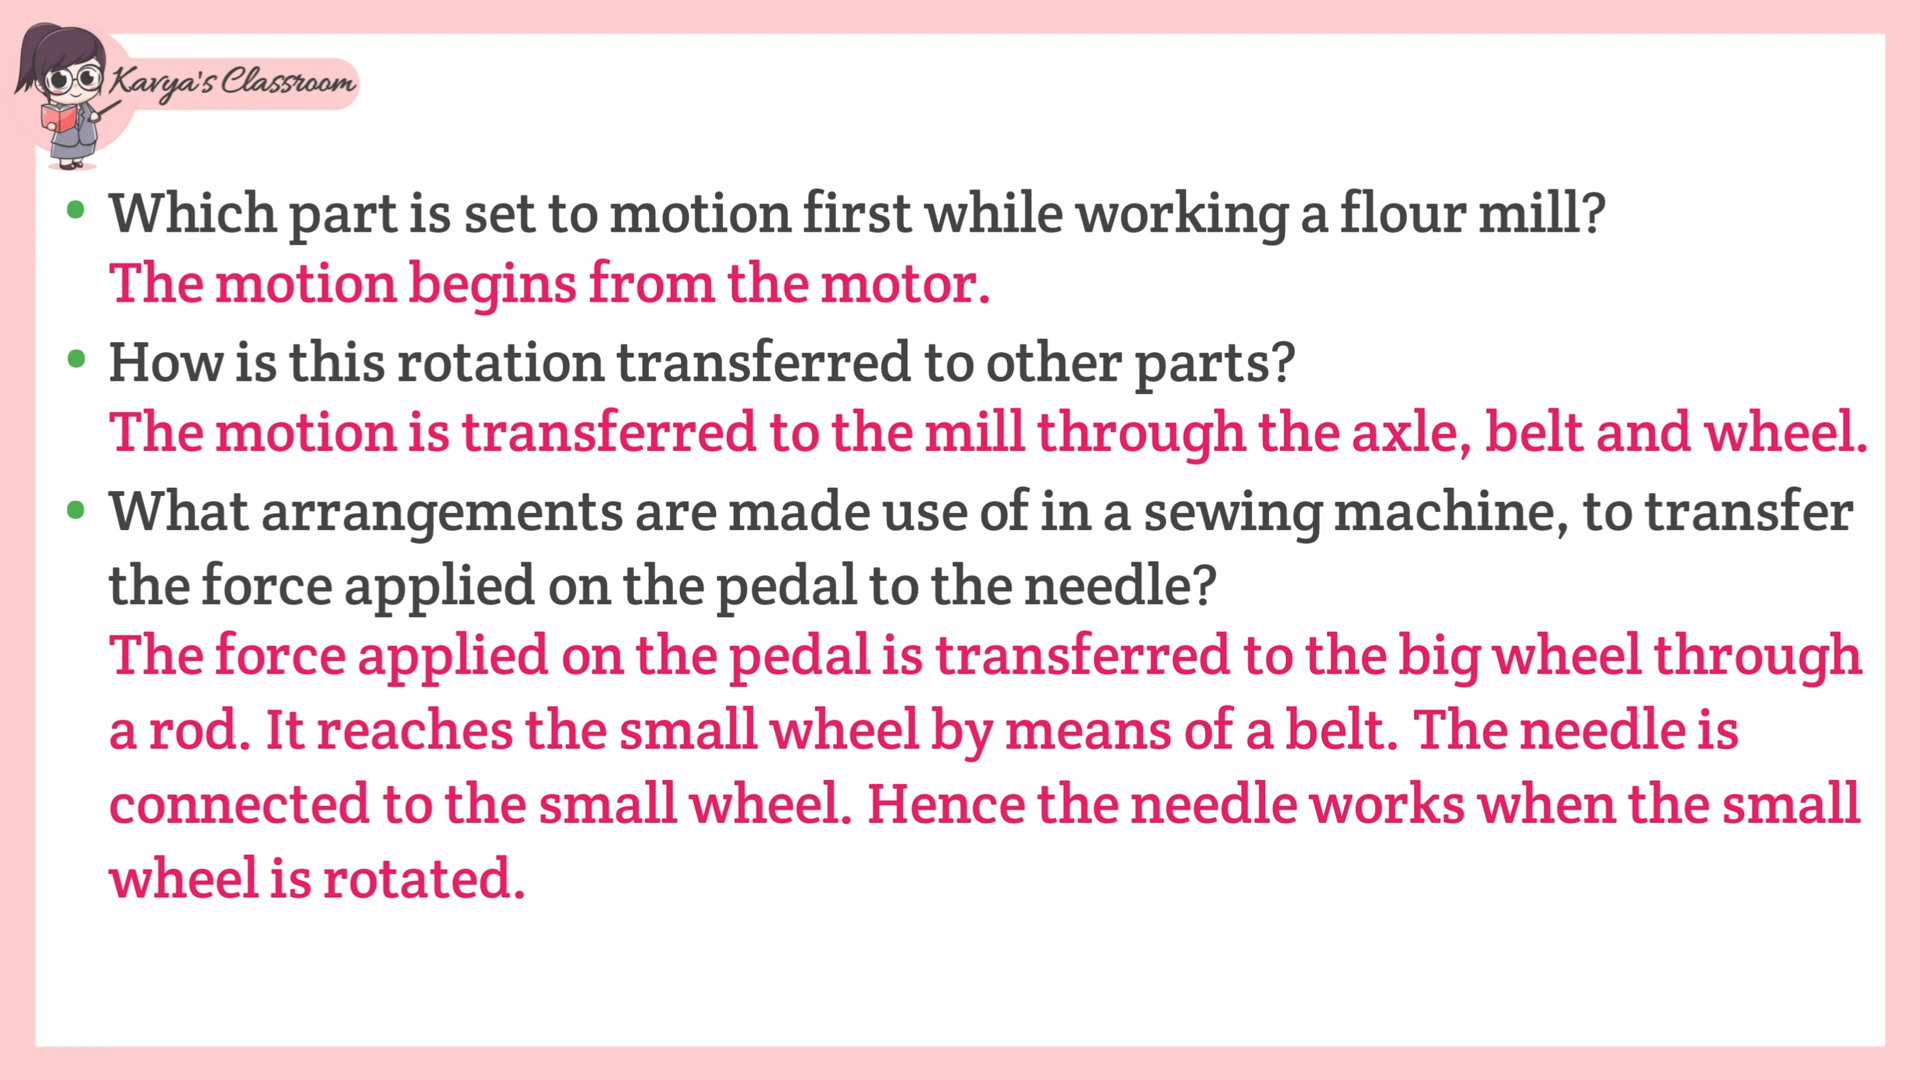 Kavya's Classroom
• Which part is set to motion first while working a flour mill?
The motion begins from the motor.
• How is this rotation transferred to other parts?
The motion is transferred to the mill through the axle, belt and wheel.
• What arrangements are made use of in a sewing machine, to transfer
the force applied on the pedal to the needle?
The force applied on the pedal is transferred to the big wheel through
a rod. It reaches the small wheel by means of a belt. The needle is
connected to the small wheel. Hence the needle works when the small
wheel is rotated.